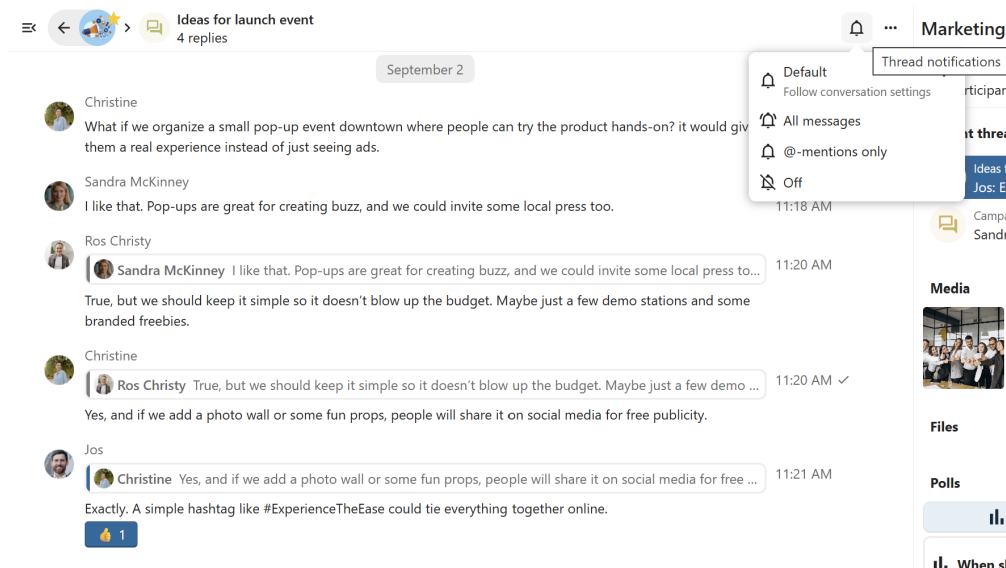 Ideas for launch event
4 replies
Marketing
Thread notifications
Default
Follow conversation settings
All messages
@-mentions only
Off
September 2
Christine
What if we organize a small pop-up event downtown where people can try the product hands-on? it would giv
them a real experience instead of just seeing ads.
Sandra McKinney
I like that. Pop-ups are great for creating buzz, and we could invite some local press too.
11:18 AM
Ros Christy
Sandra McKinney I like that. Pop-ups are great for creating buzz, and we could invite some local press to...
11:20 AM
True, but we should keep it simple so it doesn't blow up the budget. Maybe just a few demo stations and some
branded freebies.
Christine
Ros Christy True, but we should keep it simple so it doesn't blow up the budget. Maybe just a few demo ...
11:20 AM
Yes, and if we add a photo wall or some fun props, people will share it on social media for free publicity.
Jos
Christine Yes, and if we add a photo wall or some fun props, people will share it on social media for free ...
11:21 AM
Exactly. A simple hashtag like #ExperienceTheEase could tie everything together online.
👍 1
rticipan
t threa
Ideas f
Jos: E
Campa
Sandr
Media
Files
Polls
When s